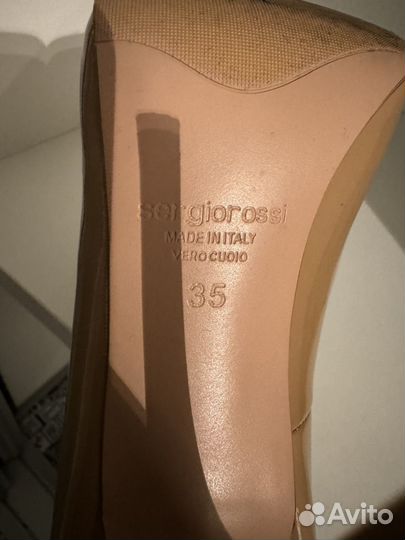 sergiorossi
MADE IN ITALY
VERO CUOIO
35
Avito